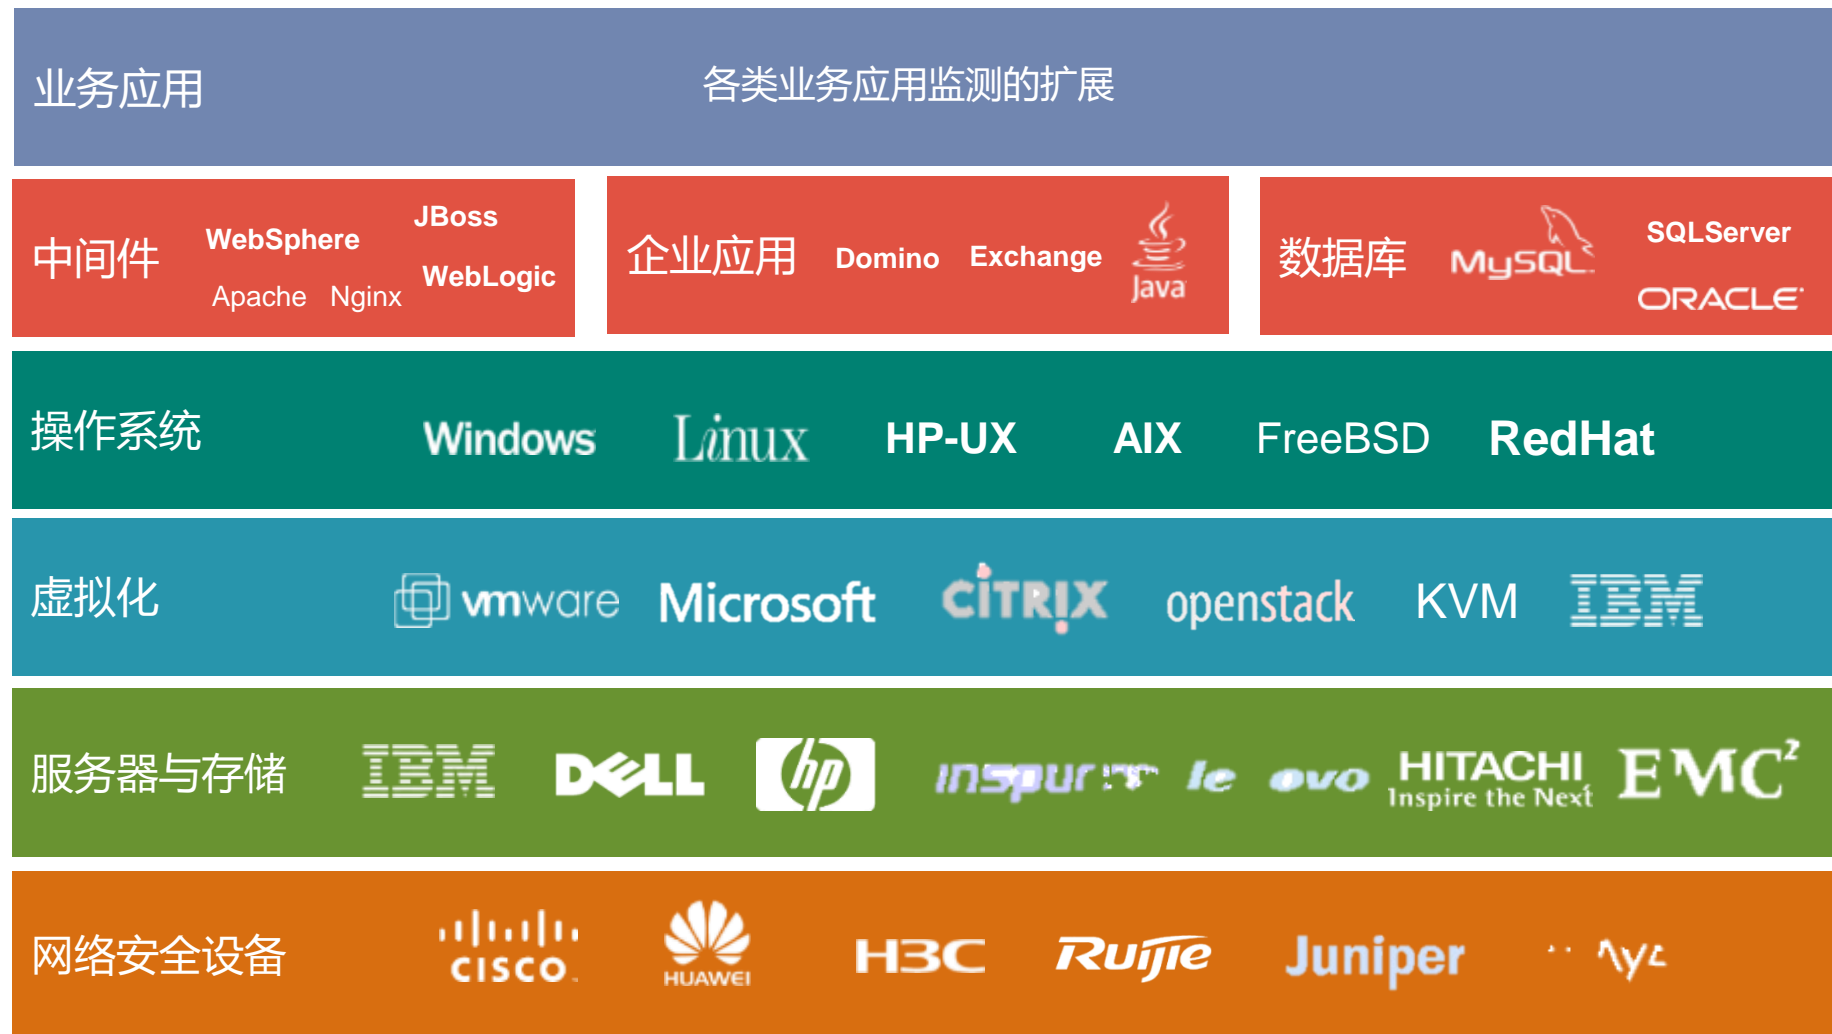 业务应用
各类业务应用监测的扩展
中间件
WebSphere
JBoss
WebLogic
Apache Nginx
企业应用
Domino
Exchange
Java
数据库
MySQL
SQLServer
ORACLE
操作系统
Windows Linux HP-UX AIX FreeBSD RedHat
虚拟化
vmware Microsoft CITRIX openstack KVM IBM
服务器与存储
IBM DELL hp inspur le ovo HITACHI EMC²
Inspire the Next
网络安全设备
CISCO HUAWEI H3C Ruijie Juniper